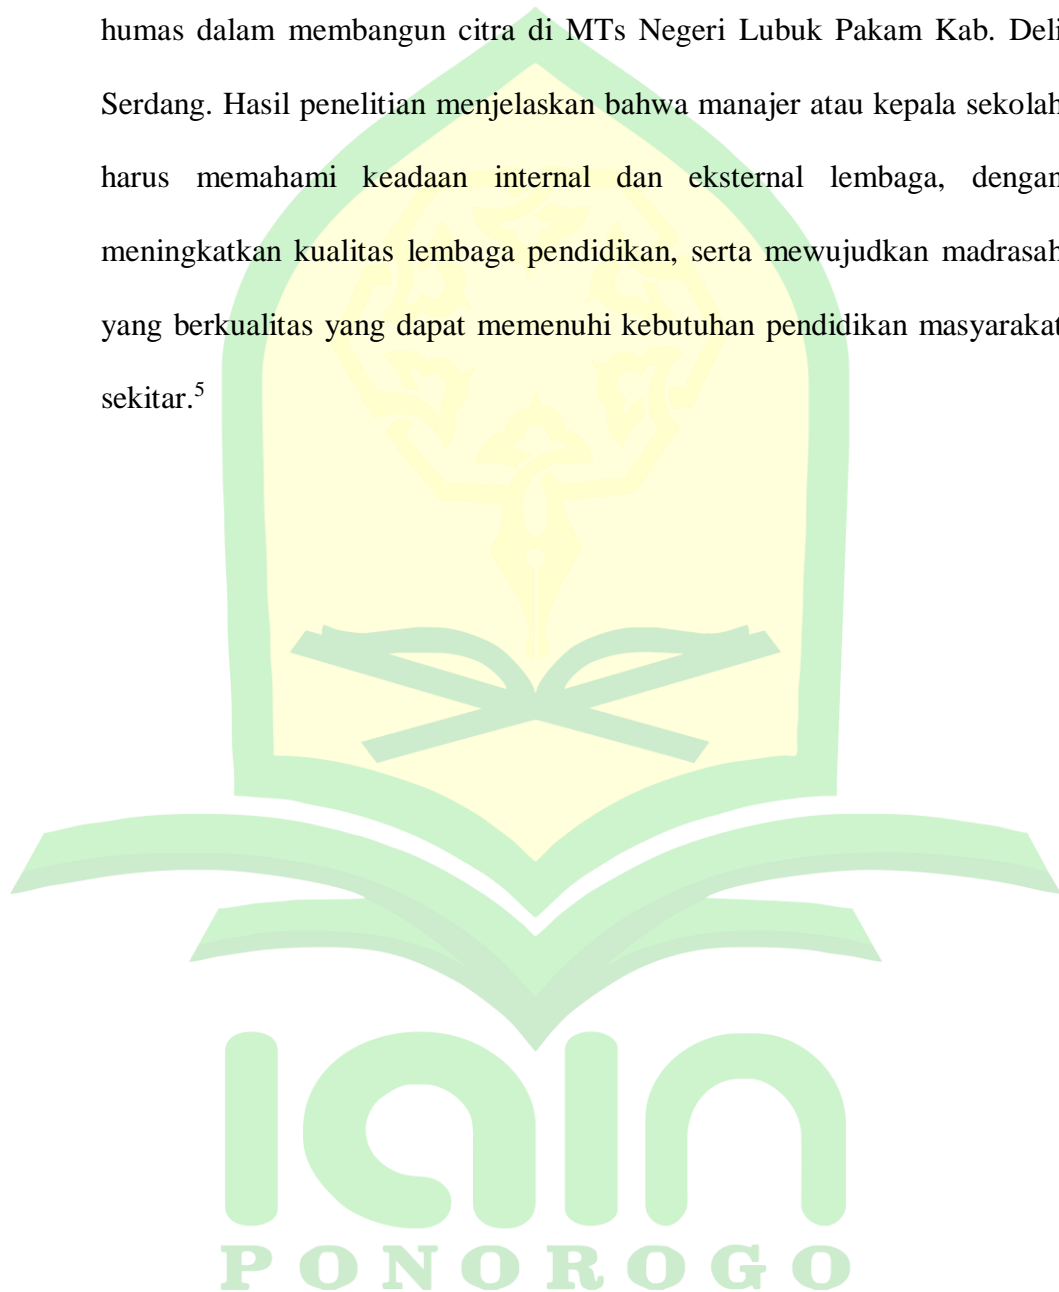 humas dalam membangun citra di MTs Negeri Lubuk Pakam Kab. Deli
Serdang. Hasil penelitian menjelaskan bahwa manajer atau kepala sekolah
harus memahami keadaan internal dan eksternal lembaga, dengan
meningkatkan kualitas lembaga pendidikan, serta mewujudkan madrasah
yang berkualitas yang dapat memenuhi kebutuhan pendidikan masyarakat
sekitar.⁵
IAIN
PONOROGO